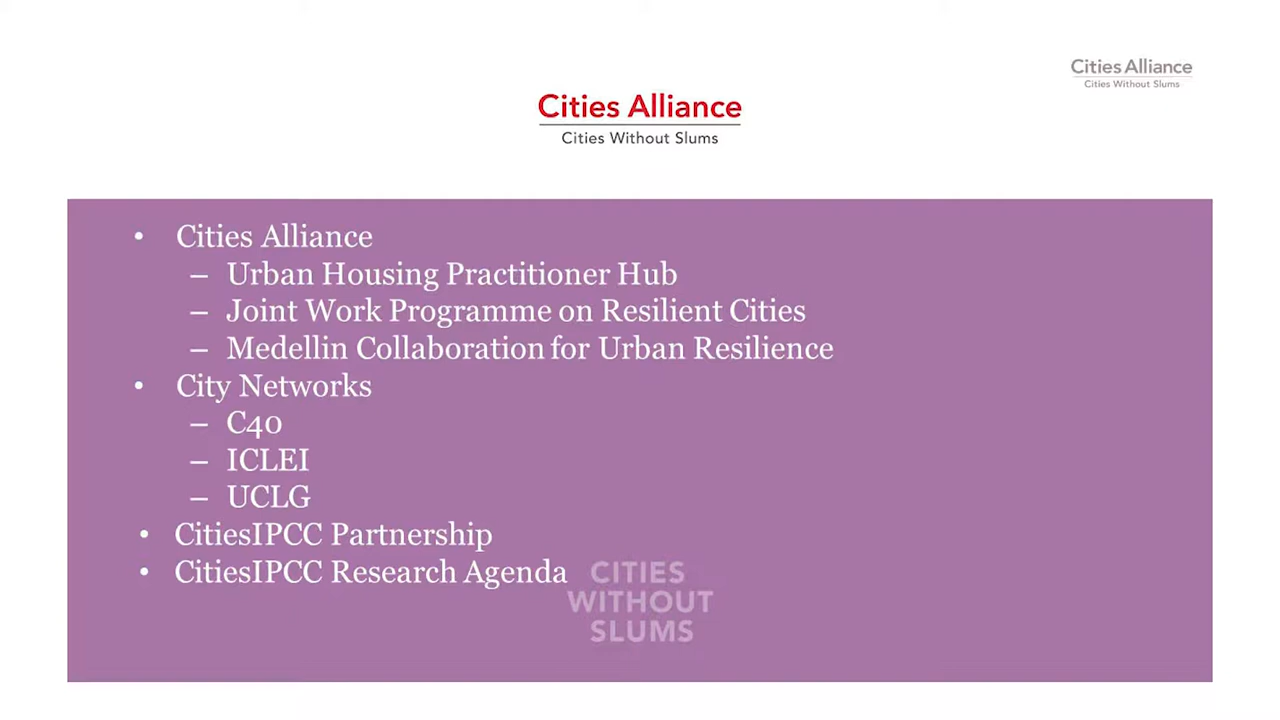 Cities Alliance
Cities Without Slums
Cities Alliance
Cities Without Slums
• Cities Alliance
– Urban Housing Practitioner Hub
– Joint Work Programme on Resilient Cities
– Medellin Collaboration for Urban Resilience
• City Networks
– C40
– ICLEI
– UCLG
• CitiesIPCC Partnership
• CitiesIPCC Research Agenda
CITIES
WITHOUT
SLUMS